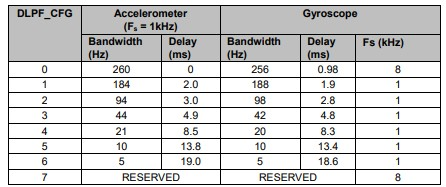 DLPF_CFG Accelerometer (Fs = 1kHz) Gyroscope
Bandwidth (Hz) Delay (ms) Bandwidth (Hz) Delay (ms) Fs (kHz)
0 260 0 256 0.98 8
1 184 2.0 188 1.9 1
2 94 3.0 98 2.8 1
3 44 4.9 42 4.8 1
4 21 8.5 20 8.3 1
5 10 13.8 10 13.4 1
6 5 19.0 5 18.6 1
7 RESERVED RESERVED 8